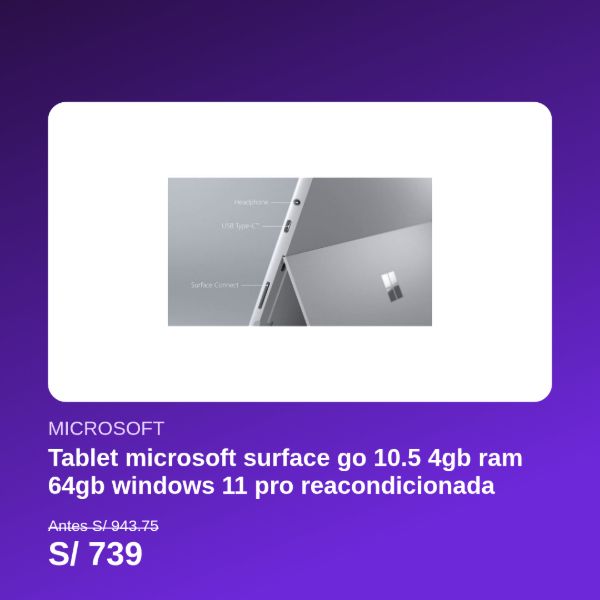 Headphone
USB Type-C™
Surface Connect
MICROSOFT
Tablet microsoft surface go 10.5 4gb ram
64gb windows 11 pro reacondicionada
Antes S/ 943.75
S/ 739